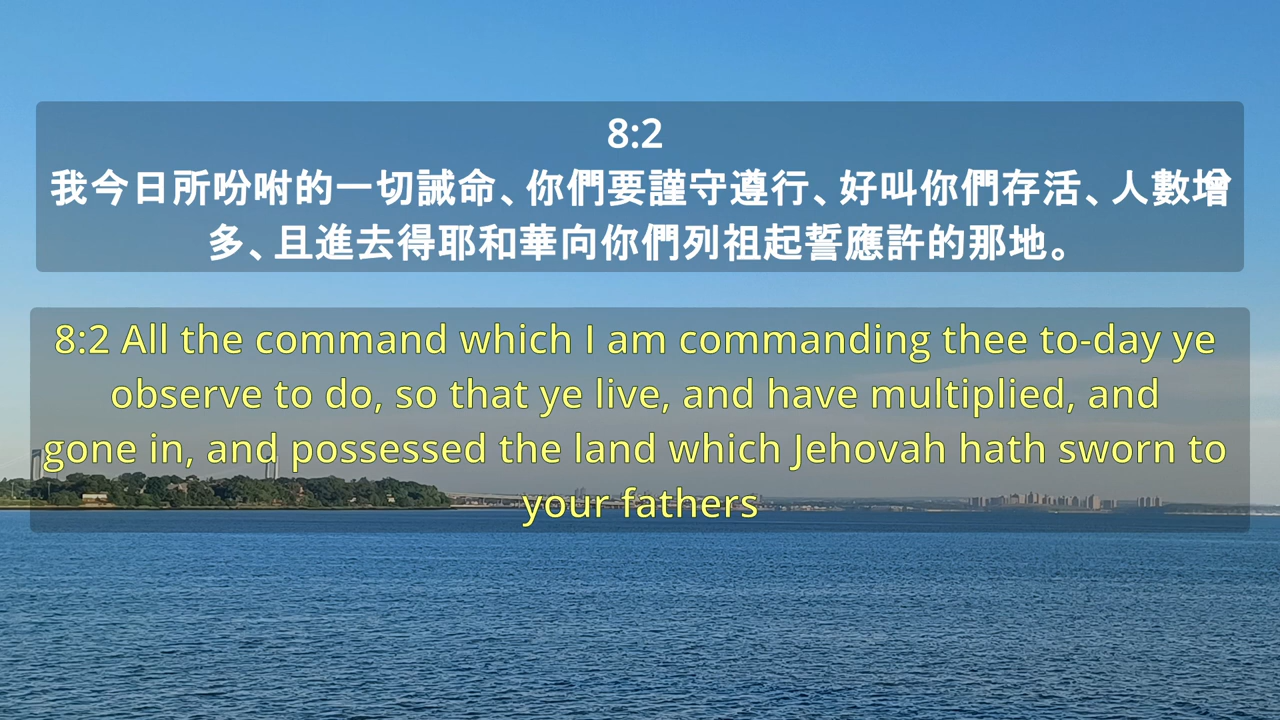 8:2
我今日所吩咐的一切誡命、你們要謹守遵行、好叫你們存活、人數增
多、且進去得耶和華向你們列祖起誓應許的那地。
8:2 All the command which I am commanding thee to-day ye
observe to do, so that ye live, and have multiplied, and
gone in, and possessed the land which Jehovah hath sworn to
your fathers